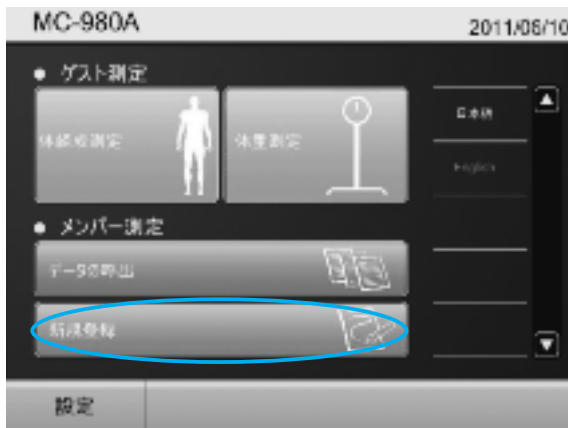 MC-980A 2011/06/10
● ゲスト測定
体組成測定 体重測定
日本語
English
● メンバー測定
データの呼出
新規登録
設定